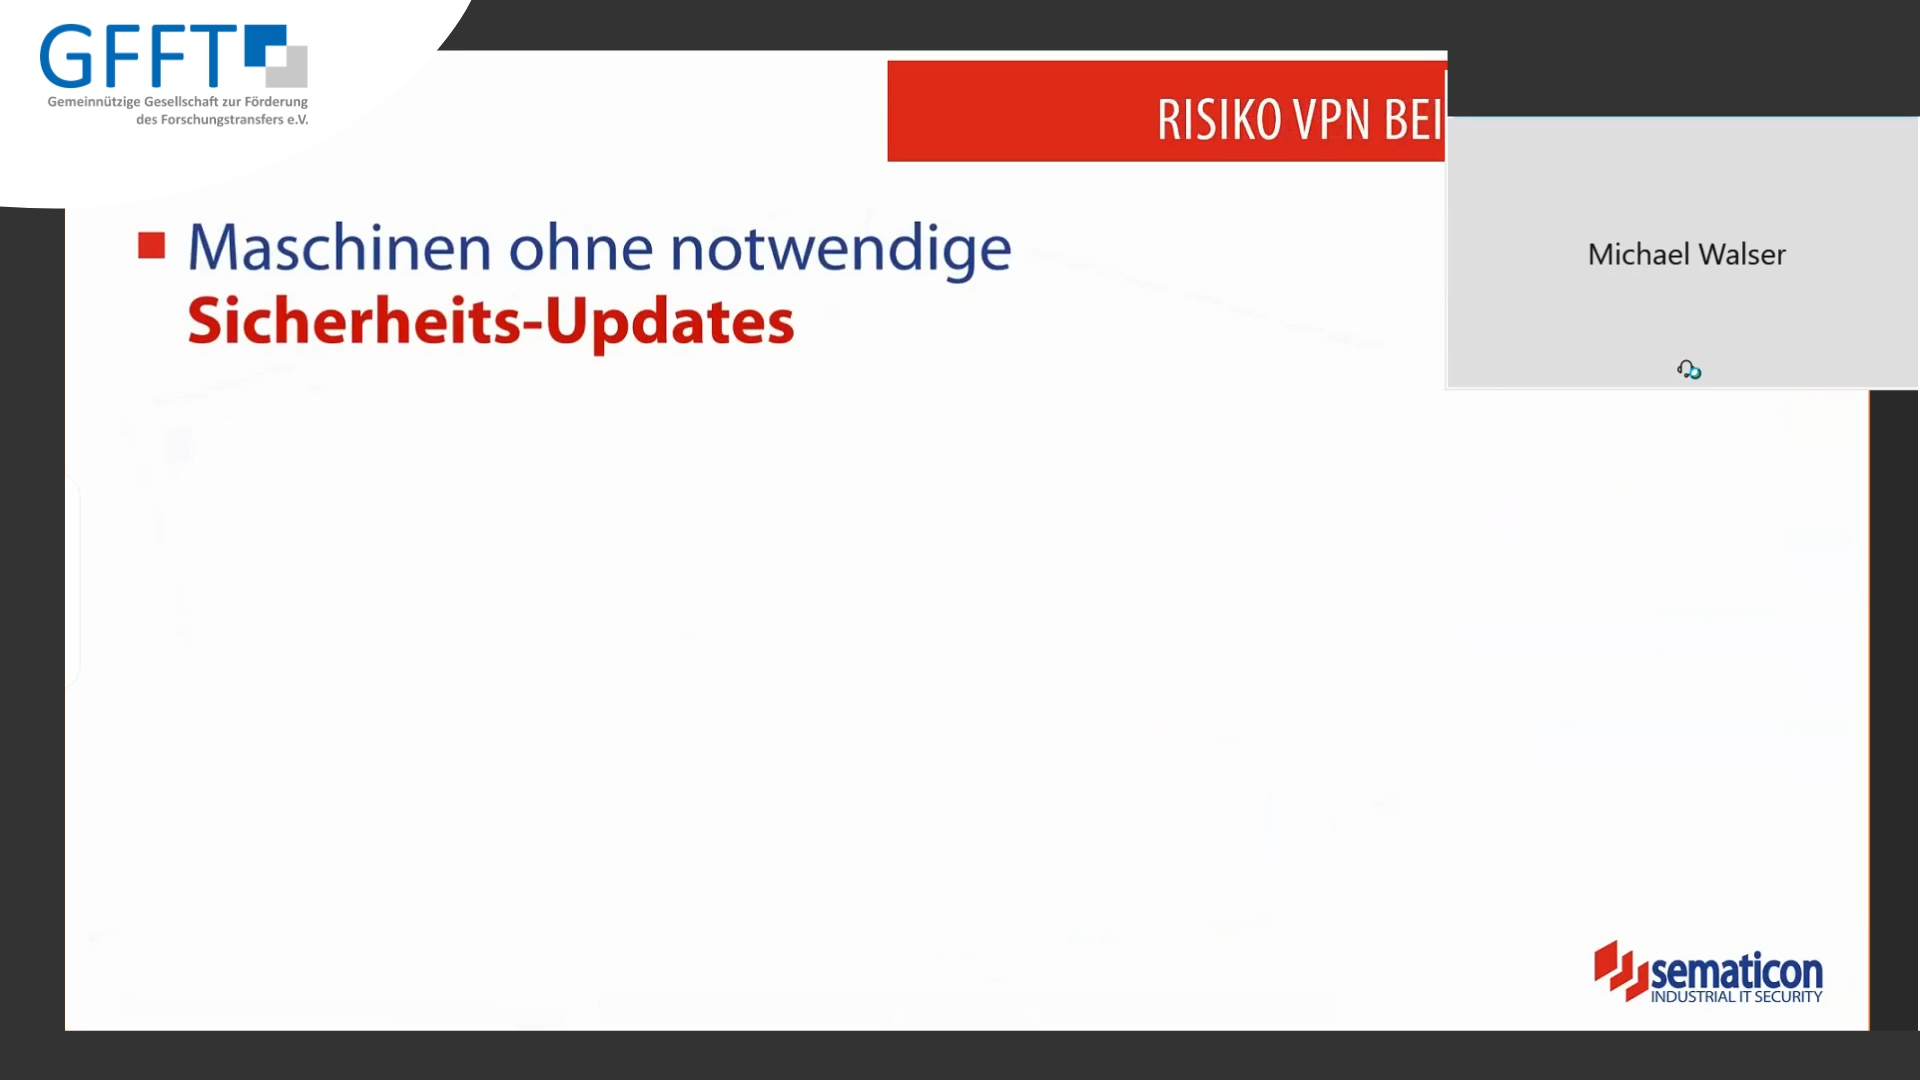 GFFT
Gemeinnützige Gesellschaft zur Förderung
des Forschungstransfers e.V.
RISIKO VPN BEI
Michael Walser
Maschinen ohne notwendige
Sicherheits-Updates
sematicon
INDUSTRIAL IT SECURITY